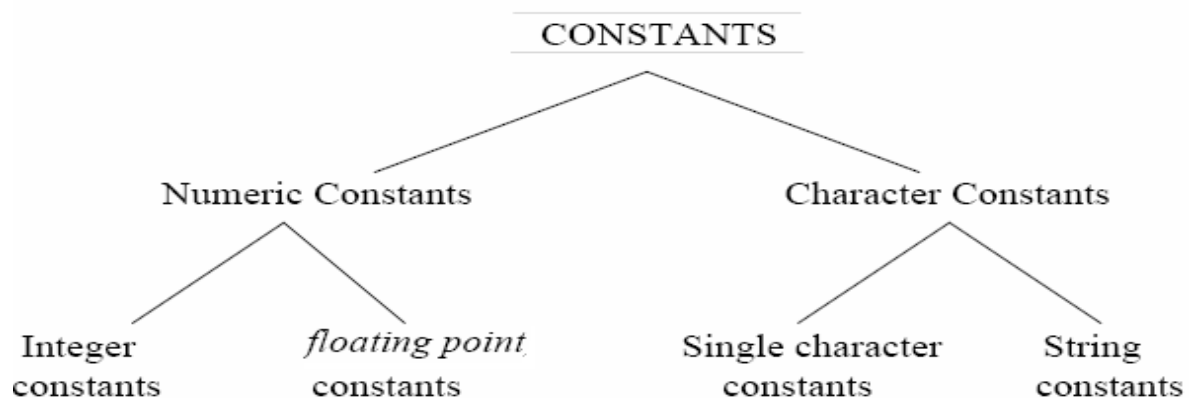 CONSTANTS
Numeric Constants
Character Constants
Integer
constants
floating point
constants
Single character
constants
String
constants